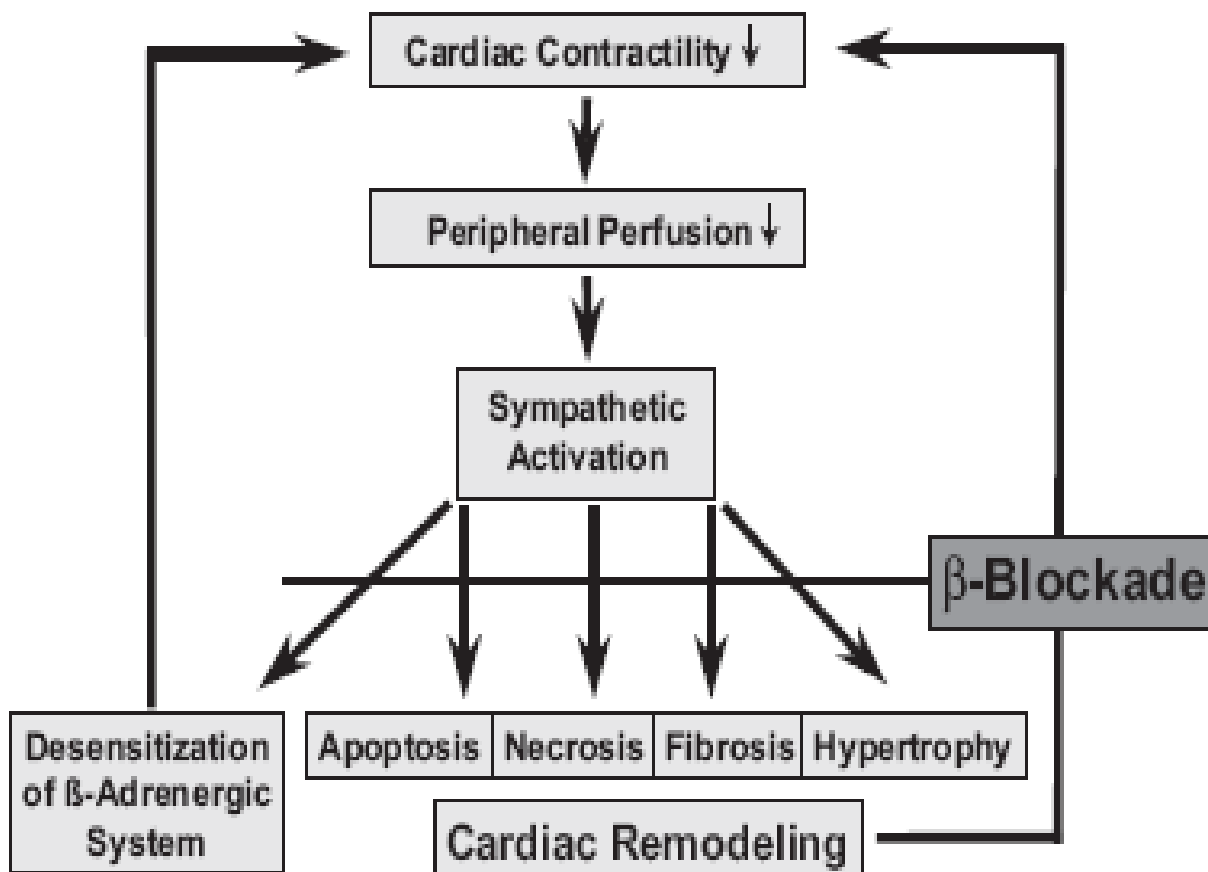 Cardiac Contractility ↓
Peripheral Perfusion ↓
Sympathetic
Activation
β-Blockade
Desensitization
of ß-Adrenergic
System
Apoptosis Necrosis Fibrosis Hypertrophy
Cardiac Remodeling